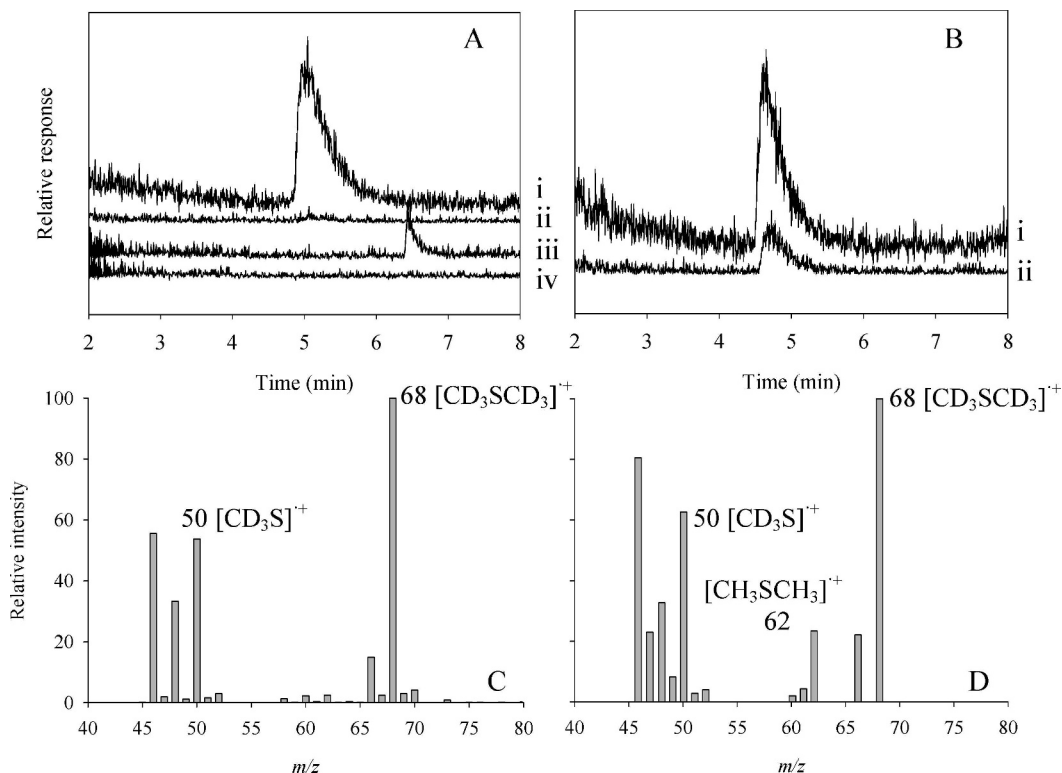 A
Relative response
i
ii
iii
iv
2 3 4 5 6 7 8
Time (min)
B
i
ii
2 3 4 5 6 7 8
Time (min)
100
80
60
40
20
0
Relative intensity
68 [CD₃SCD₃]˙⁺
50 [CD₃S]˙⁺
C
40 45 50 55 60 65 70 75 80
m/z
68 [CD₃SCD₃]˙⁺
50 [CD₃S]˙⁺
[CH₃SCH₃]˙⁺
62
D
40 45 50 55 60 65 70 75 80
m/z